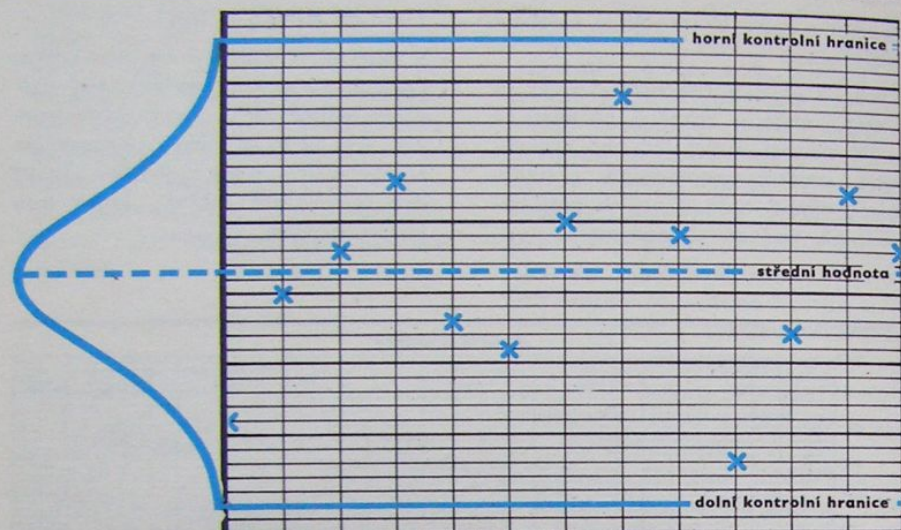 horní kontrolní hranice
střední hodnota
dolní kontrolní hranice